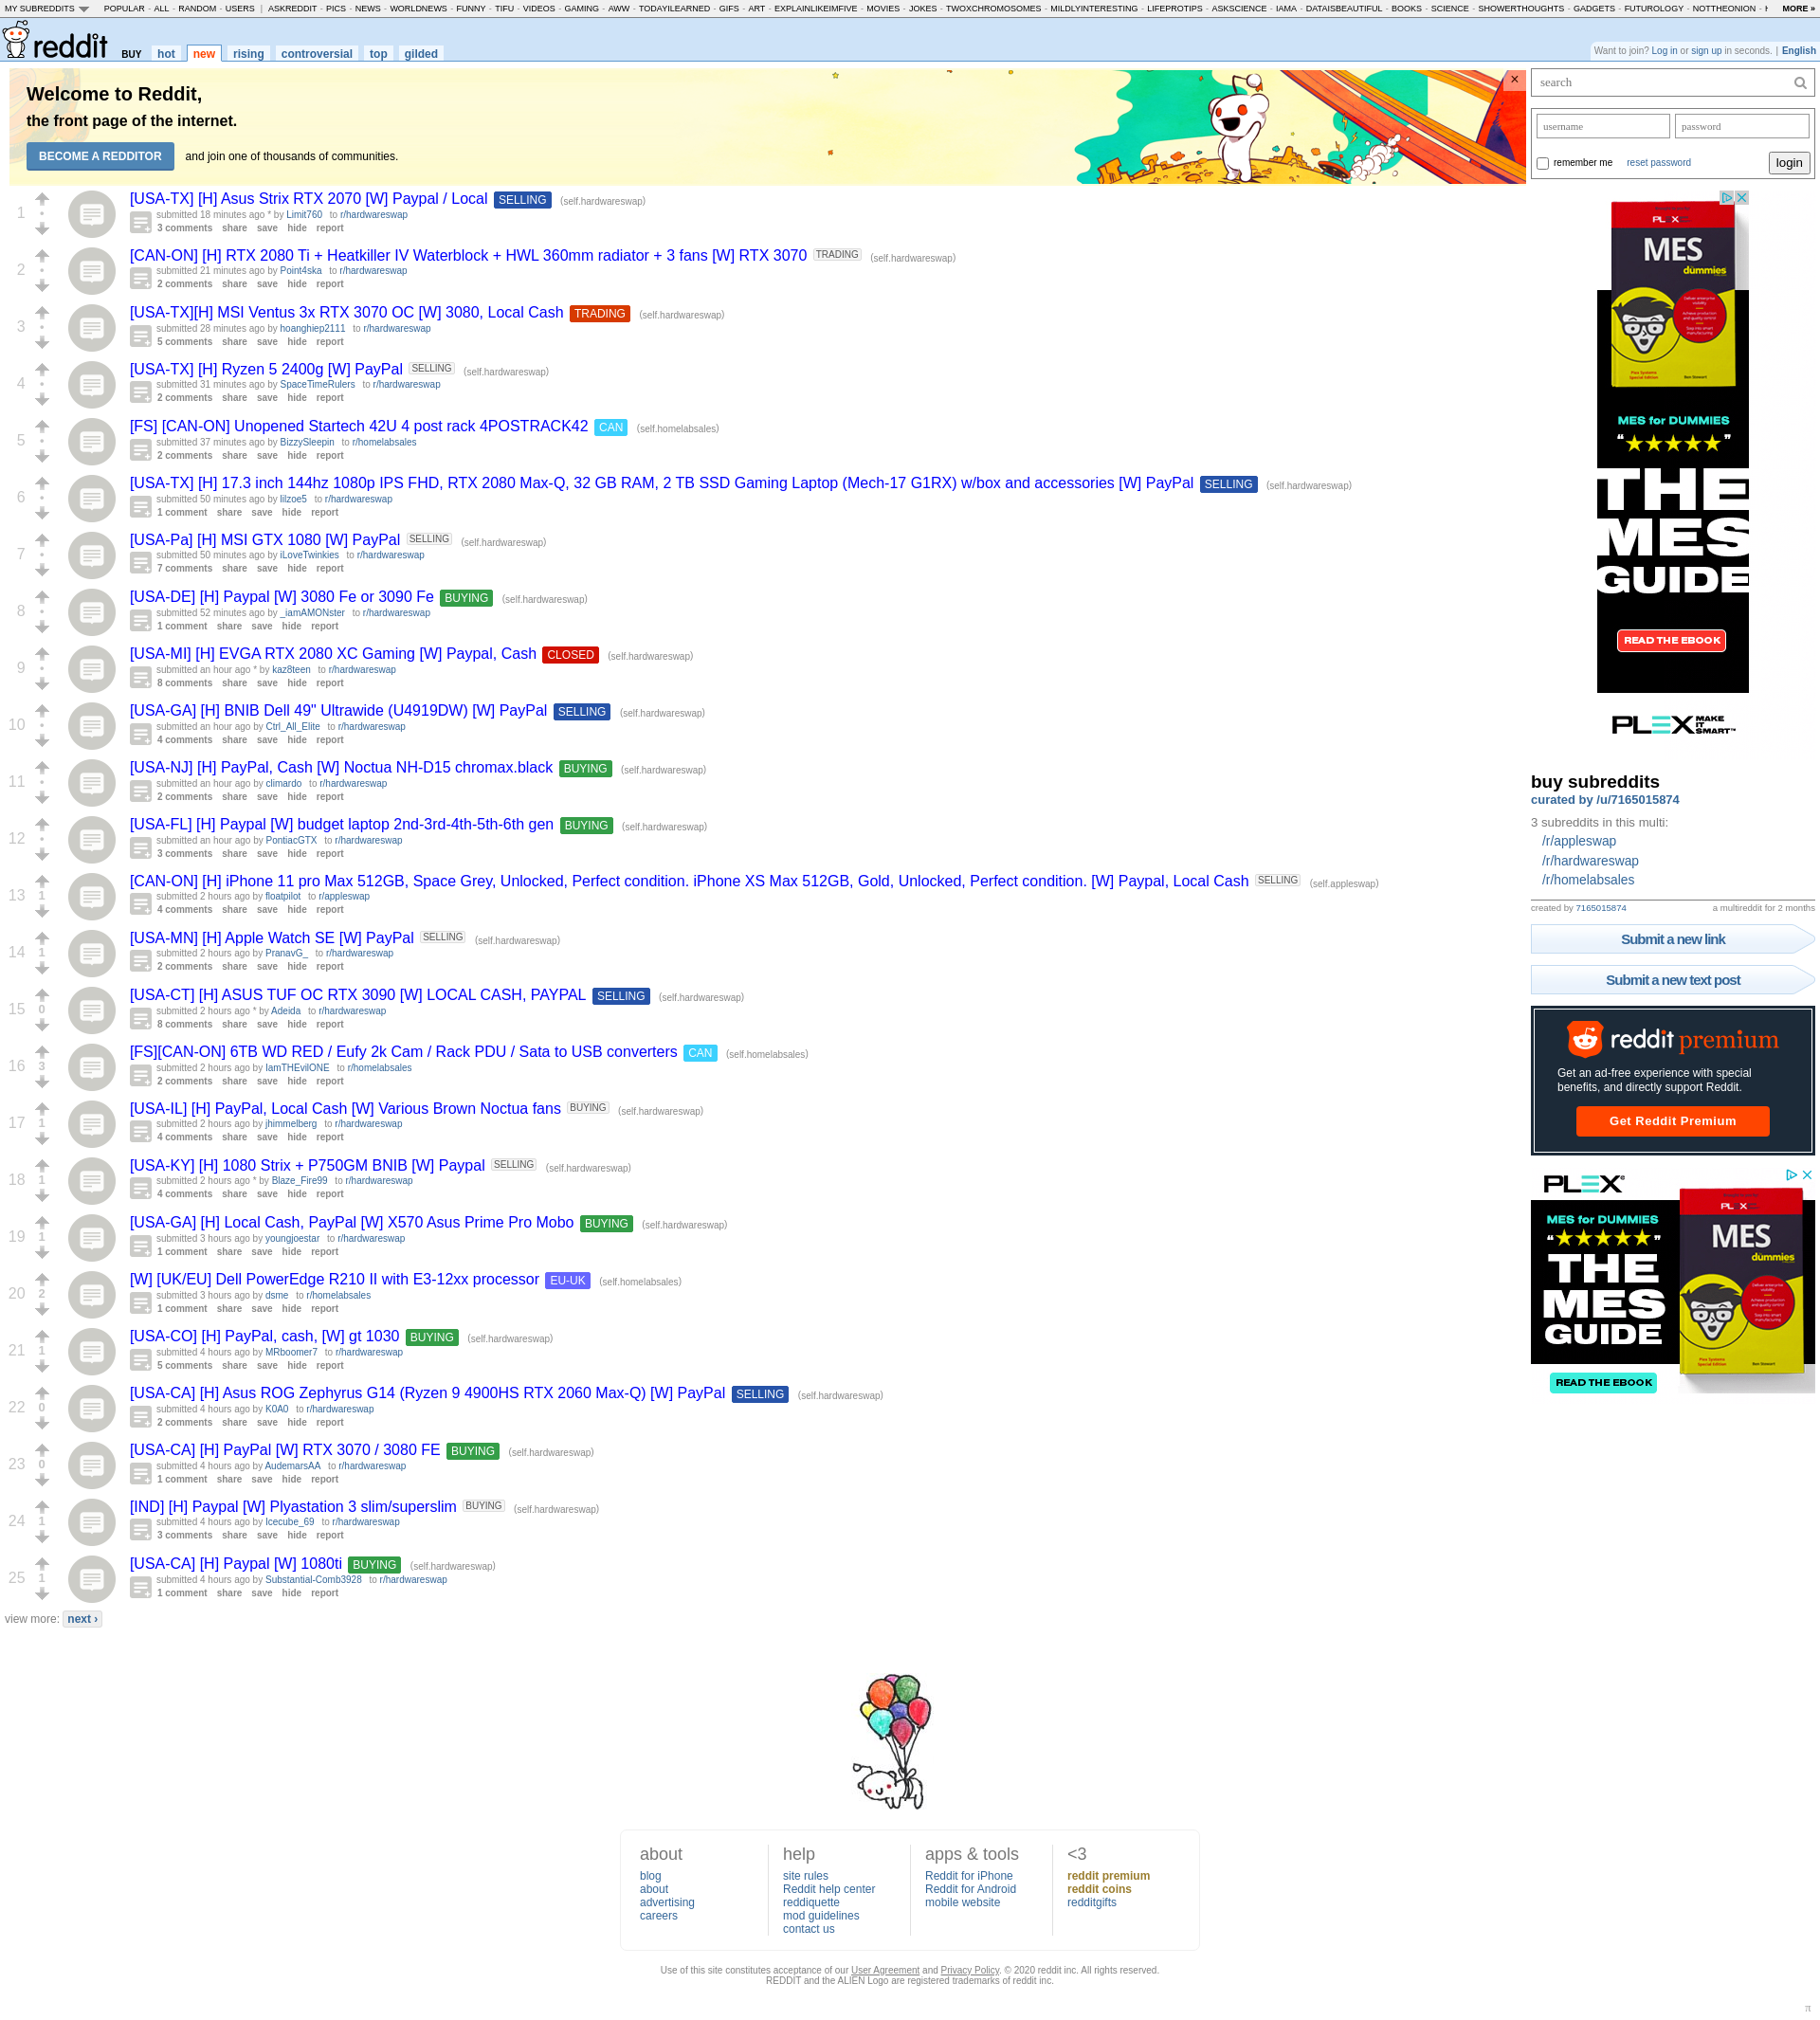 MY SUBREDDITS POPULAR - ALL - RANDOM - USERS | ASKREDDIT - PICS - NEWS - WORLDNEWS - FUNNY - TIFU - VIDEOS - GAMING - AWW - TODAYILEARNED - GIFS - ART - EXPLAINLIKEIMFIVE - MOVIES - JOKES - TWOXCHROMOSOMES - MILDLYINTERESTING - LIFEPROTIPS - ASKSCIENCE - IAMA - DATAISBEAUTIFUL - BOOKS - SCIENCE - SHOWERTHOUGHTS - GADGETS - FUTUROLOGY - NOTTHEONION - MORE »
reddit BUY hot new rising controversial top gilded
Want to join? Log in or sign up in seconds. | English
Welcome to Reddit,
the front page of the internet.
BECOME A REDDITOR and join one of thousands of communities.
×
search
username password
remember me reset password login
1 [USA-TX] [H] Asus Strix RTX 2070 [W] Paypal / Local SELLING (self.hardwareswap)
submitted 18 minutes ago * by Limit760 to r/hardwareswap
3 comments share save hide report
2 [CAN-ON] [H] RTX 2080 Ti + Heatkiller IV Waterblock + HWL 360mm radiator + 3 fans [W] RTX 3070 TRADING (self.hardwareswap)
submitted 21 minutes ago by Point4ska to r/hardwareswap
2 comments share save hide report
3 [USA-TX][H] MSI Ventus 3x RTX 3070 OC [W] 3080, Local Cash TRADING (self.hardwareswap)
submitted 28 minutes ago by hoanghiep2111 to r/hardwareswap
5 comments share save hide report
4 [USA-TX] [H] Ryzen 5 2400g [W] PayPal SELLING (self.hardwareswap)
submitted 31 minutes ago by SpaceTimeRulers to r/hardwareswap
2 comments share save hide report
5 [FS] [CAN-ON] Unopened Startech 42U 4 post rack 4POSTRACK42 CAN (self.homelabsales)
submitted 37 minutes ago by BizzySleepin to r/homelabsales
2 comments share save hide report
6 [USA-TX] [H] 17.3 inch 144hz 1080p IPS FHD, RTX 2080 Max-Q, 32 GB RAM, 2 TB SSD Gaming Laptop (Mech-17 G1RX) w/box and accessories [W] PayPal SELLING (self.hardwareswap)
submitted 50 minutes ago by lilzoe5 to r/hardwareswap
1 comment share save hide report
7 [USA-Pa] [H] MSI GTX 1080 [W] PayPal SELLING (self.hardwareswap)
submitted 50 minutes ago by iLoveTwinkies to r/hardwareswap
7 comments share save hide report
8 [USA-DE] [H] Paypal [W] 3080 Fe or 3090 Fe BUYING (self.hardwareswap)
submitted 52 minutes ago by _iamAMONster to r/hardwareswap
1 comment share save hide report
9 [USA-MI] [H] EVGA RTX 2080 XC Gaming [W] Paypal, Cash CLOSED (self.hardwareswap)
submitted an hour ago * by kaz8teen to r/hardwareswap
8 comments share save hide report
10 [USA-GA] [H] BNIB Dell 49" Ultrawide (U4919DW) [W] PayPal SELLING (self.hardwareswap)
submitted an hour ago by Ctrl_All_Elite to r/hardwareswap
4 comments share save hide report
11 [USA-NJ] [H] PayPal, Cash [W] Noctua NH-D15 chromax.black BUYING (self.hardwareswap)
submitted an hour ago by climardo to r/hardwareswap
2 comments share save hide report
12 [USA-FL] [H] Paypal [W] budget laptop 2nd-3rd-4th-5th-6th gen BUYING (self.hardwareswap)
submitted an hour ago by PontiacGTX to r/hardwareswap
3 comments share save hide report
13 1 [CAN-ON] [H] iPhone 11 pro Max 512GB, Space Grey, Unlocked, Perfect condition. iPhone XS Max 512GB, Gold, Unlocked, Perfect condition. [W] Paypal, Local Cash SELLING (self.appleswap)
submitted 2 hours ago by floatpilot to r/appleswap
4 comments share save hide report
14 1 [USA-MN] [H] Apple Watch SE [W] PayPal SELLING (self.hardwareswap)
submitted 2 hours ago by PranavG_ to r/hardwareswap
2 comments share save hide report
15 0 [USA-CT] [H] ASUS TUF OC RTX 3090 [W] LOCAL CASH, PAYPAL SELLING (self.hardwareswap)
submitted 2 hours ago * by Adeida to r/hardwareswap
8 comments share save hide report
16 3 [FS][CAN-ON] 6TB WD RED / Eufy 2k Cam / Rack PDU / Sata to USB converters CAN (self.homelabsales)
submitted 2 hours ago by IamTHEvilONE to r/homelabsales
2 comments share save hide report
17 1 [USA-IL] [H] PayPal, Local Cash [W] Various Brown Noctua fans BUYING (self.hardwareswap)
submitted 2 hours ago by jhimmelberg to r/hardwareswap
4 comments share save hide report
18 1 [USA-KY] [H] 1080 Strix + P750GM BNIB [W] Paypal SELLING (self.hardwareswap)
submitted 2 hours ago * by Blaze_Fire99 to r/hardwareswap
4 comments share save hide report
19 1 [USA-GA] [H] Local Cash, PayPal [W] X570 Asus Prime Pro Mobo BUYING (self.hardwareswap)
submitted 3 hours ago by youngjoestar to r/hardwareswap
1 comment share save hide report
20 2 [W] [UK/EU] Dell PowerEdge R210 II with E3-12xx processor EU-UK (self.homelabsales)
submitted 3 hours ago by dsme to r/homelabsales
1 comment share save hide report
21 1 [USA-CO] [H] PayPal, cash, [W] gt 1030 BUYING (self.hardwareswap)
submitted 4 hours ago by MRboomer7 to r/hardwareswap
5 comments share save hide report
22 0 [USA-CA] [H] Asus ROG Zephyrus G14 (Ryzen 9 4900HS RTX 2060 Max-Q) [W] PayPal SELLING (self.hardwareswap)
submitted 4 hours ago by K0A0 to r/hardwareswap
2 comments share save hide report
23 0 [USA-CA] [H] PayPal [W] RTX 3070 / 3080 FE BUYING (self.hardwareswap)
submitted 4 hours ago by AudemarsAA to r/hardwareswap
1 comment share save hide report
24 1 [IND] [H] Paypal [W] Plyastation 3 slim/superslim BUYING (self.hardwareswap)
submitted 4 hours ago by Icecube_69 to r/hardwareswap
3 comments share save hide report
25 1 [USA-CA] [H] Paypal [W] 1080ti BUYING (self.hardwareswap)
submitted 4 hours ago by Substantial-Comb3928 to r/hardwareswap
1 comment share save hide report
view more: next ›
PLEX
MES
dummies
MES for DUMMIES
“★★★★★”
THE
MES
GUIDE
READ THE EBOOK
PLEX MAKE IT SMART™
buy subreddits
curated by /u/7165015874
3 subreddits in this multi:
/r/appleswap
/r/hardwareswap
/r/homelabsales
created by 7165015874 a multireddit for 2 months
Submit a new link
Submit a new text post
reddit premium
Get an ad-free experience with special
benefits, and directly support Reddit.
Get Reddit Premium
PLEX
MES for DUMMIES
“★★★★★”
THE
MES
GUIDE
READ THE EBOOK
PLEX
MES
dummies
about
blog
about
advertising
careers
help
site rules
Reddit help center
reddiquette
mod guidelines
contact us
apps & tools
Reddit for iPhone
Reddit for Android
mobile website
<3
reddit premium
reddit coins
redditgifts
Use of this site constitutes acceptance of our User Agreement and Privacy Policy. © 2020 reddit inc. All rights reserved.
REDDIT and the ALIEN Logo are registered trademarks of reddit inc.
π